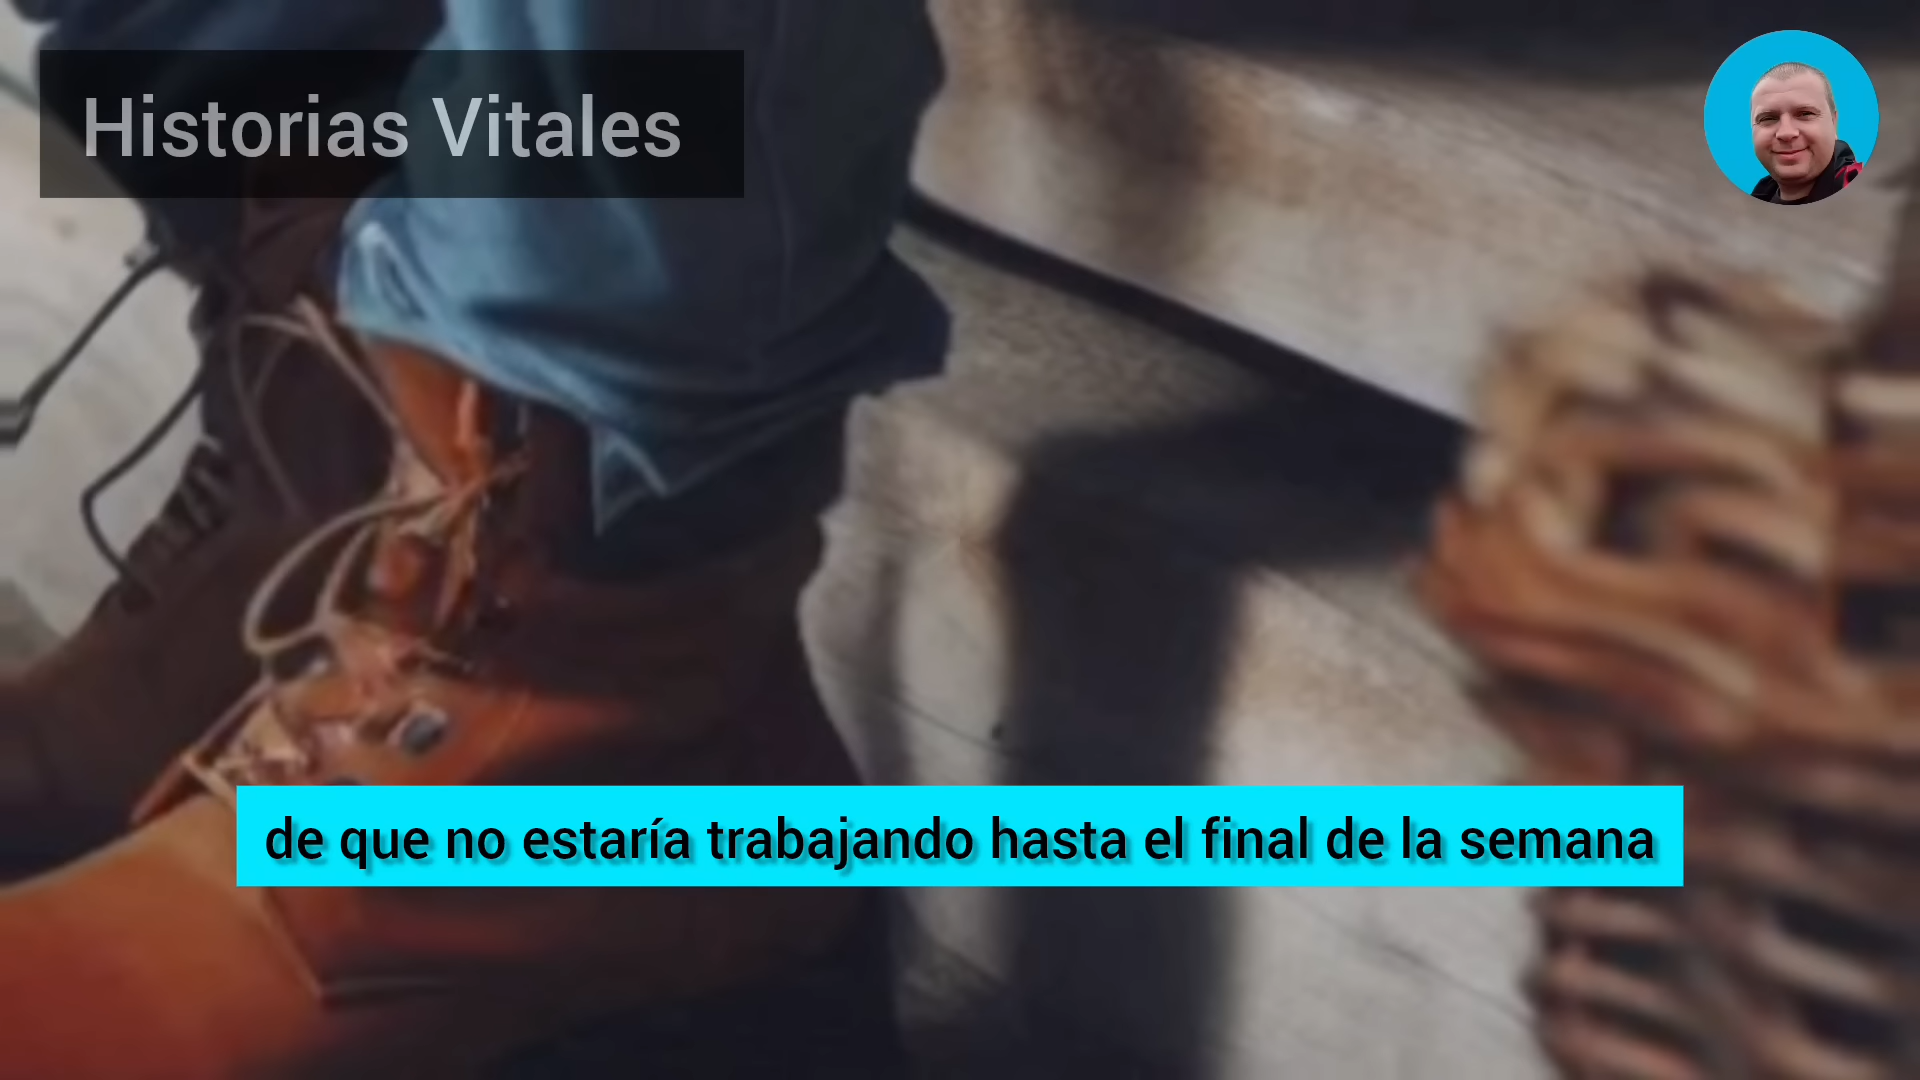 Historias Vitales
de que no estaría trabajando hasta el final de la semana